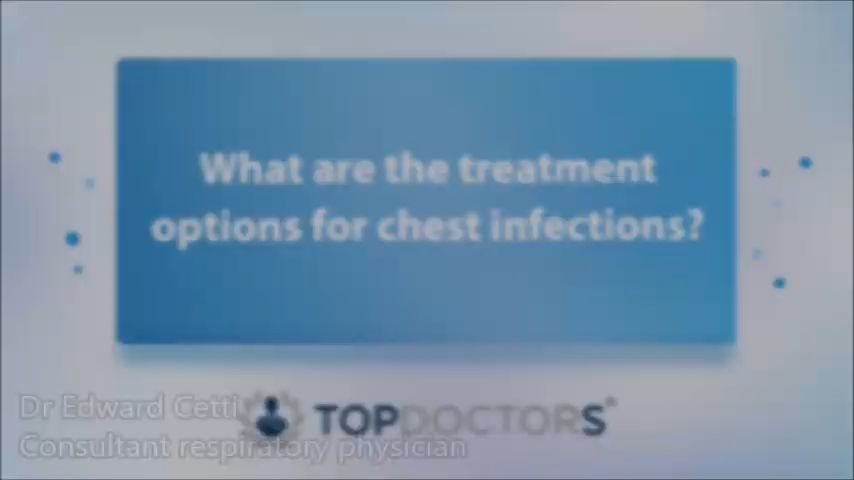 What are the treatment
options for chest infections?
Dr Edward Cetti
TOPDOCTORS
Consultant respiratory physician